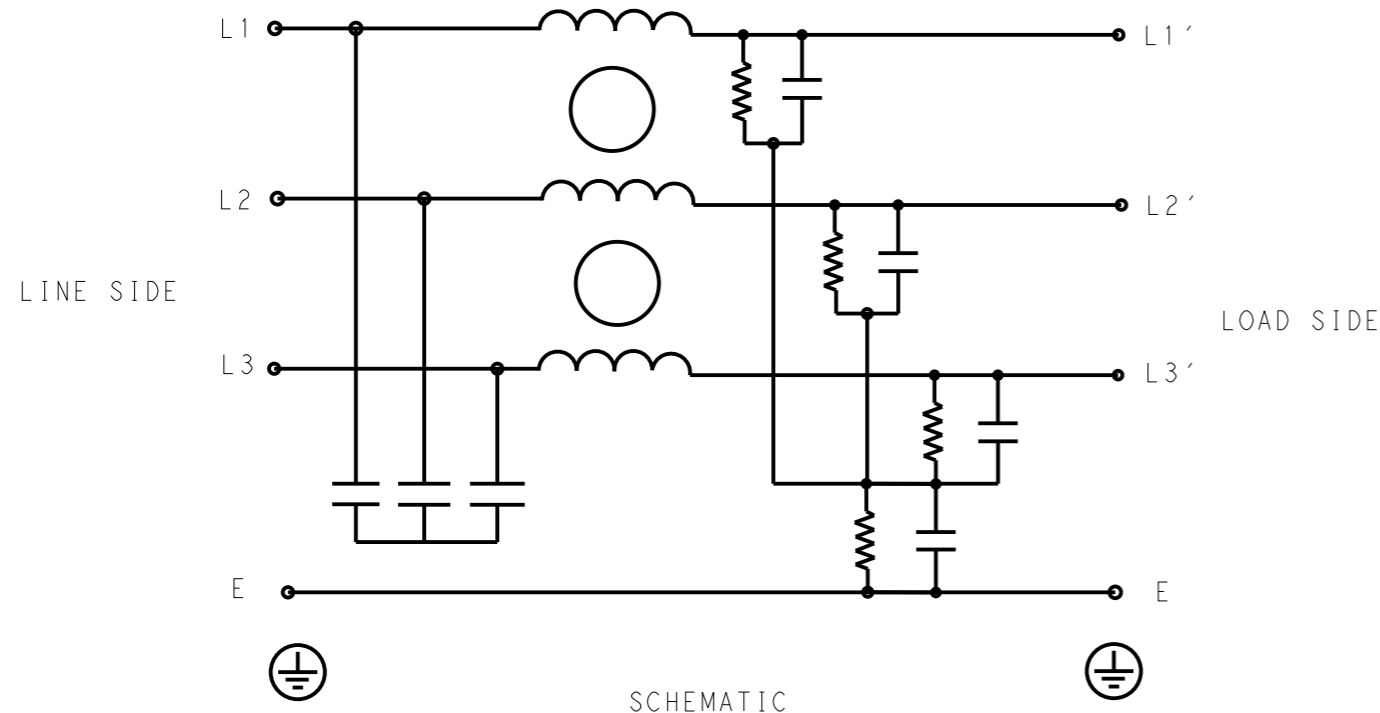 L1
L1´
L2
L2´
LINE SIDE
LOAD SIDE
L3
L3´
E
E
SCHEMATIC